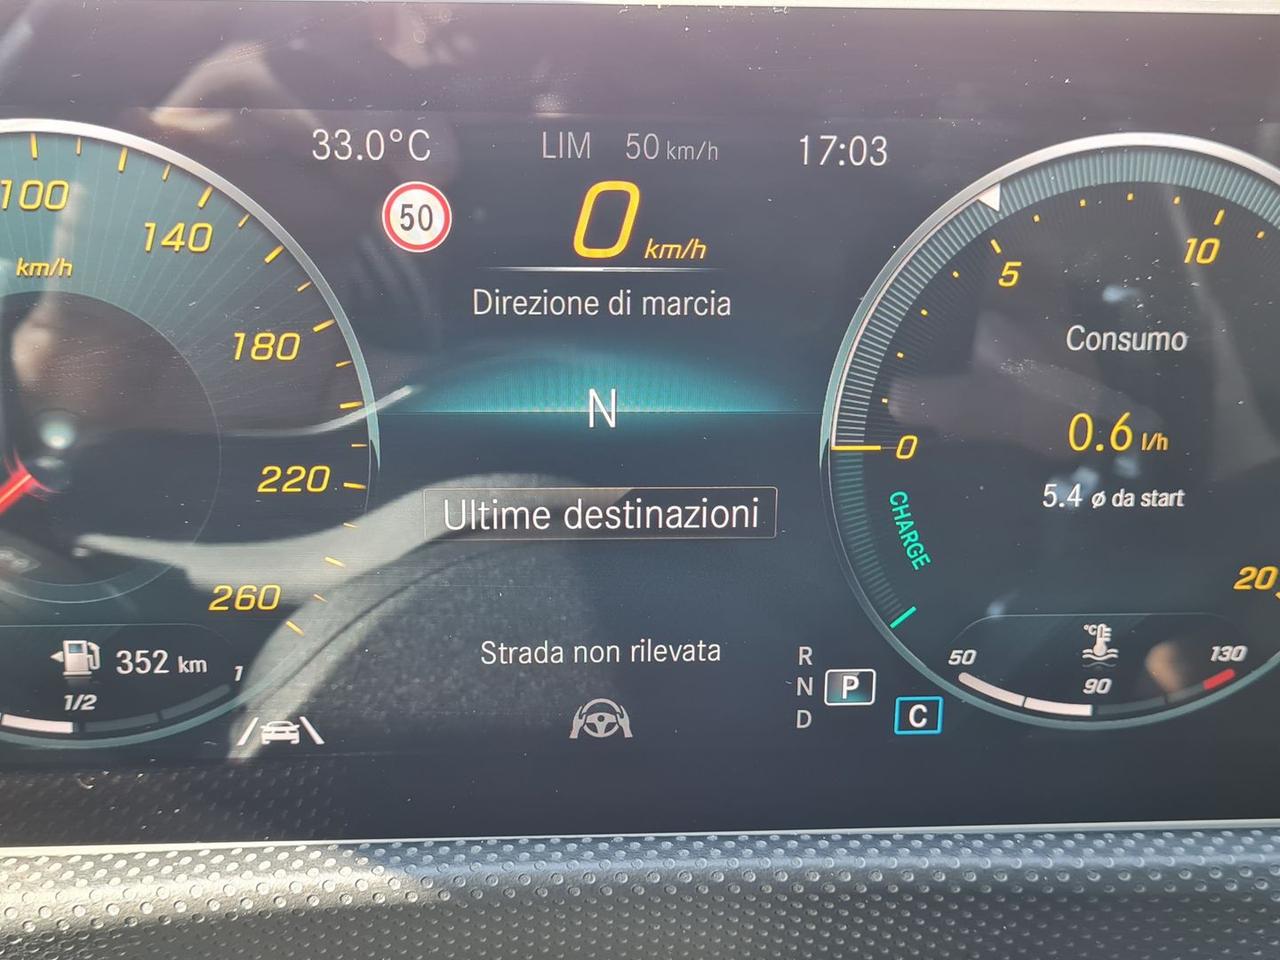 33.0°C
LIM 50 km/h
17:03
50
0 km/h
Direzione di marcia
N
Ultime destinazioni
Strada non rilevata
100
140
km/h
180
220
260
352 km
1/2
1
5
10
Consumo
0.6 l/h
5.4 ø da start
0
CHARGE
20
R
N P
D
C
50
°C
90
130